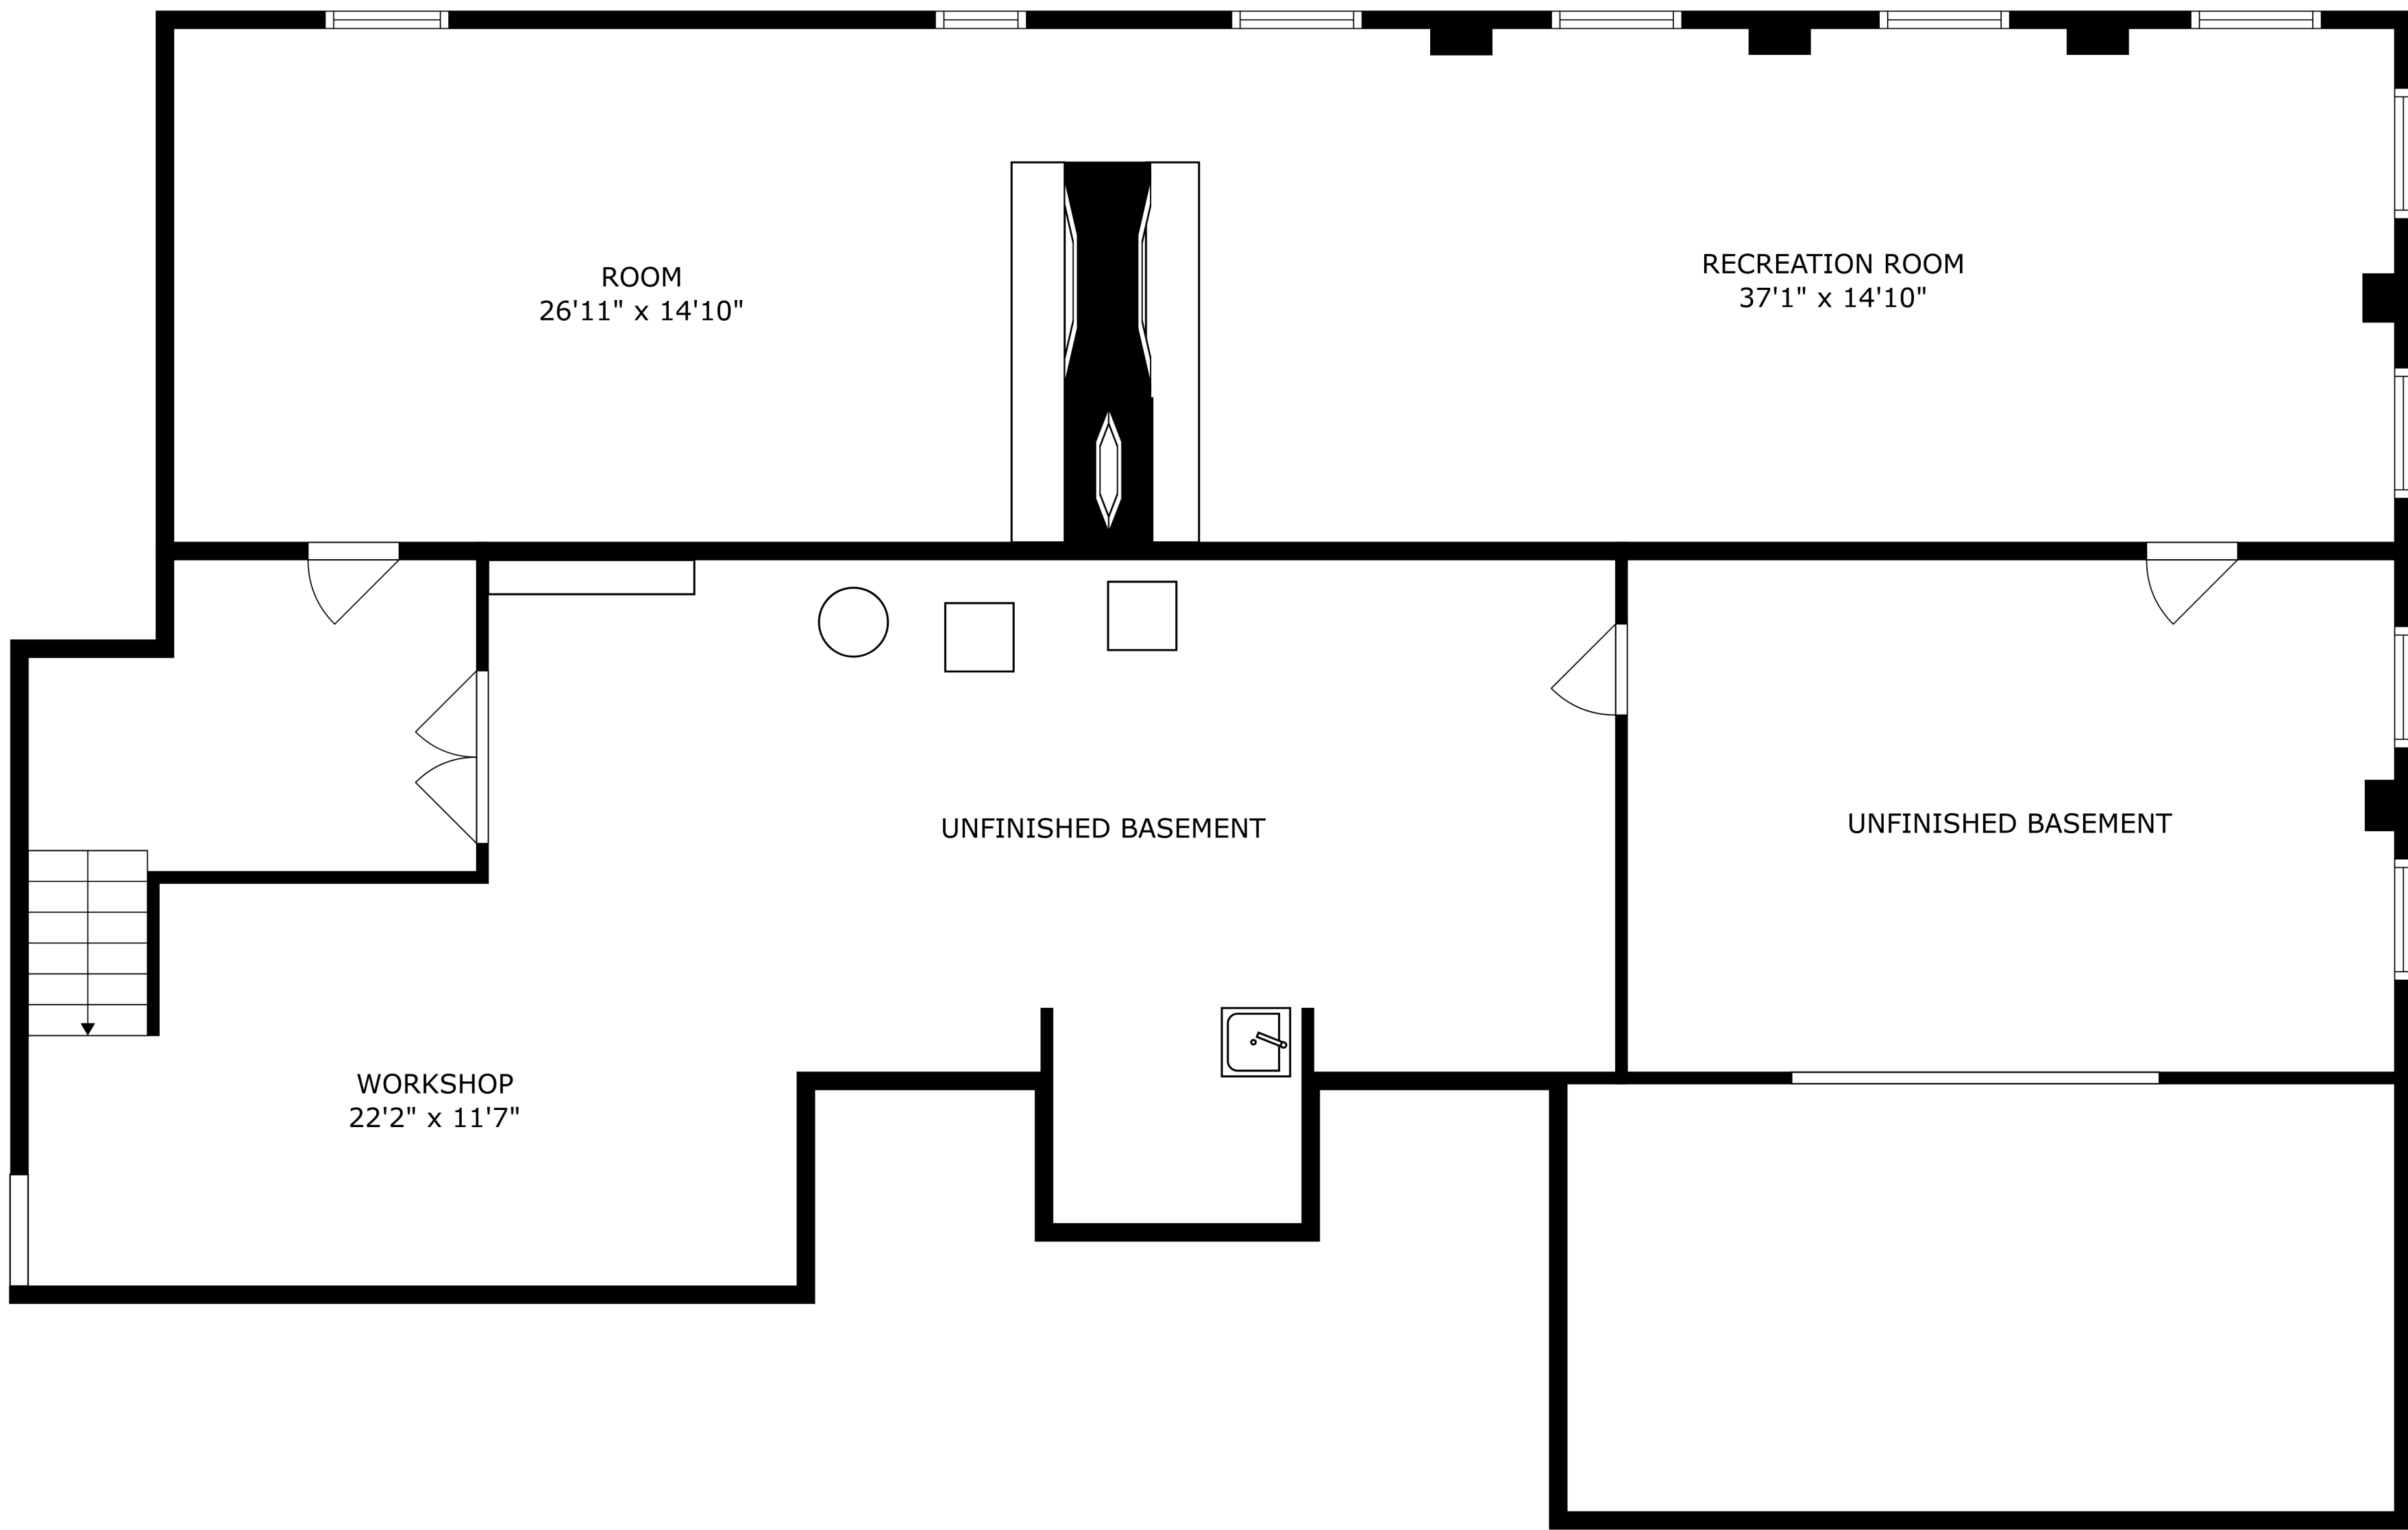 ROOM
26'11" x 14'10"
RECREATION ROOM
37'1" x 14'10"
UNFINISHED BASEMENT
UNFINISHED BASEMENT
WORKSHOP
22'2" x 11'7"